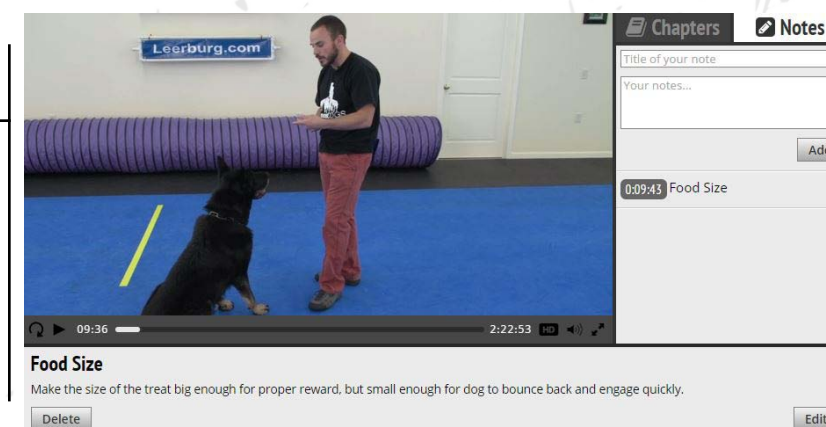 Leerburg.com
Chapters
Notes
Title of your note
Your notes...
Add
0:09:43 Food Size
09:36
2:22:53 HD
Food Size
Make the size of the treat big enough for proper reward, but small enough for dog to bounce back and engage quickly.
Delete
Edit